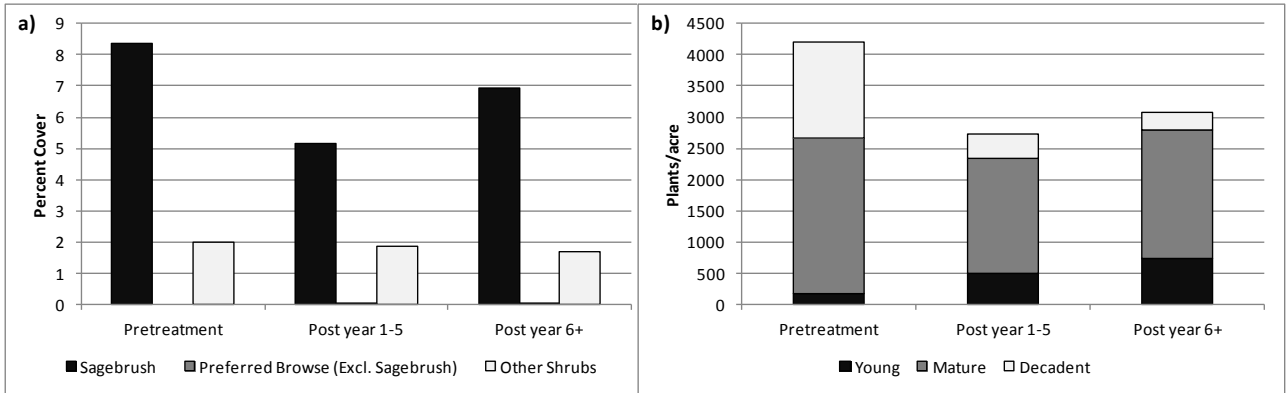 a)
Percent Cover
9
8
7
6
5
4
3
2
1
0
Pretreatment Post year 1-5 Post year 6+
Sagebrush Preferred Browse (Excl. Sagebrush) Other Shrubs
b)
Plants/acre
4500
4000
3500
3000
2500
2000
1500
1000
500
0
Pretreatment Post year 1-5 Post year 6+
Young Mature Decadent